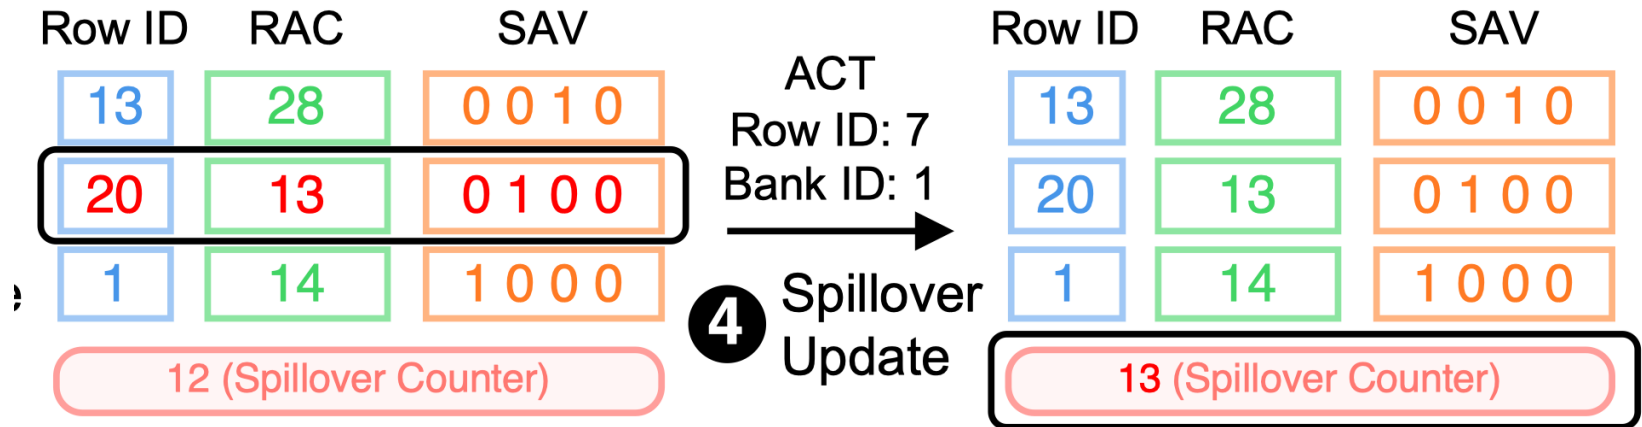 Row ID RAC SAV
13 28 0 0 1 0
20 13 0 1 0 0
1 14 1 0 0 0
12 (Spillover Counter)
ACT
Row ID: 7
Bank ID: 1
4 Spillover
Update
Row ID RAC SAV
13 28 0 0 1 0
20 13 0 1 0 0
1 14 1 0 0 0
13 (Spillover Counter)